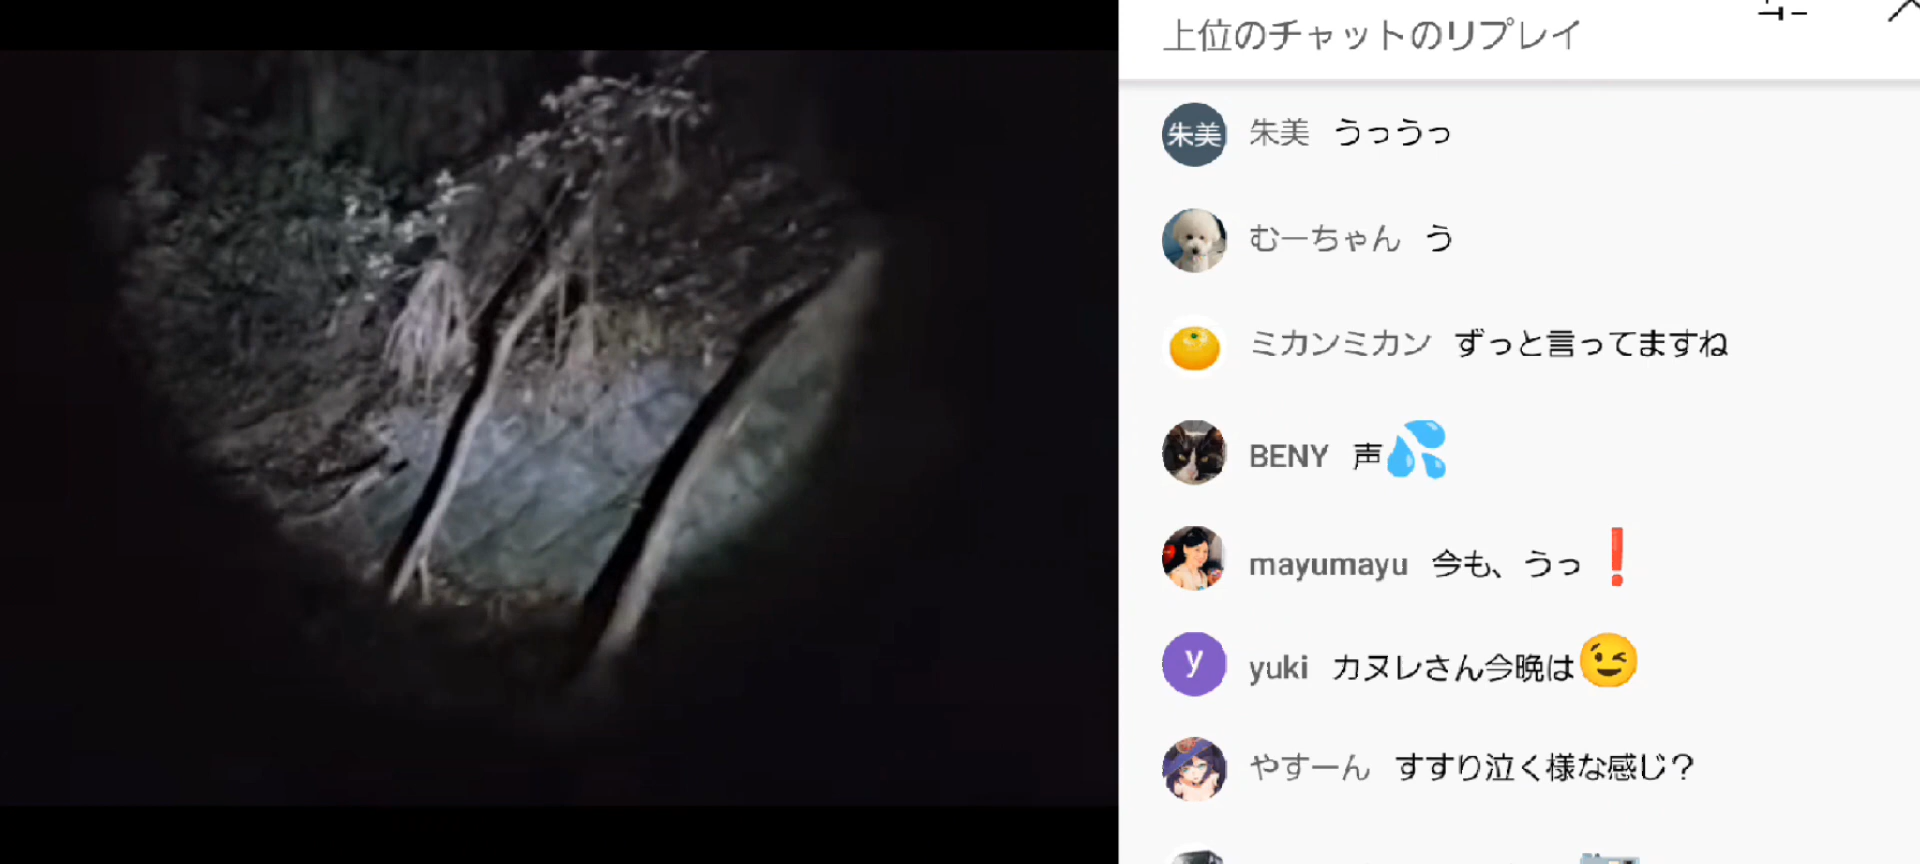 上位のチャットのリプレイ
朱美 朱美 うっうっ
むーちゃん う
ミカンミカン ずっと言ってますね
BENY 声💦
mayumayu 今も、うっ❗
y yuki カヌレさん今晩は😉
やすーん すすり泣く様な感じ？